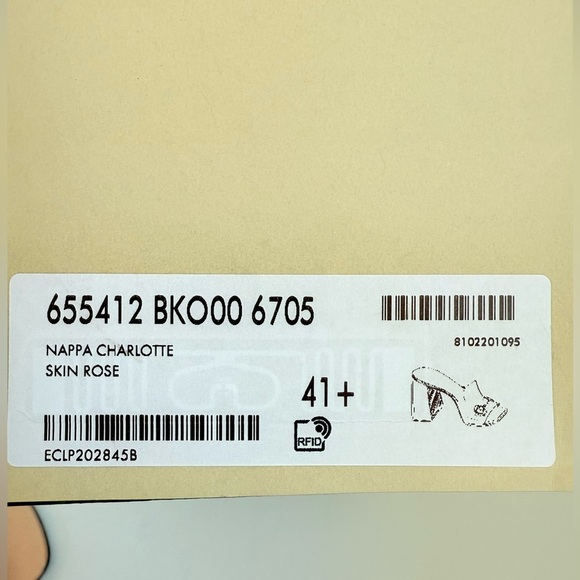 655412 BKO00 6705
8102201095
NAPPA CHARLOTTE
SKIN ROSE
41+
RFID
ECLP202845B